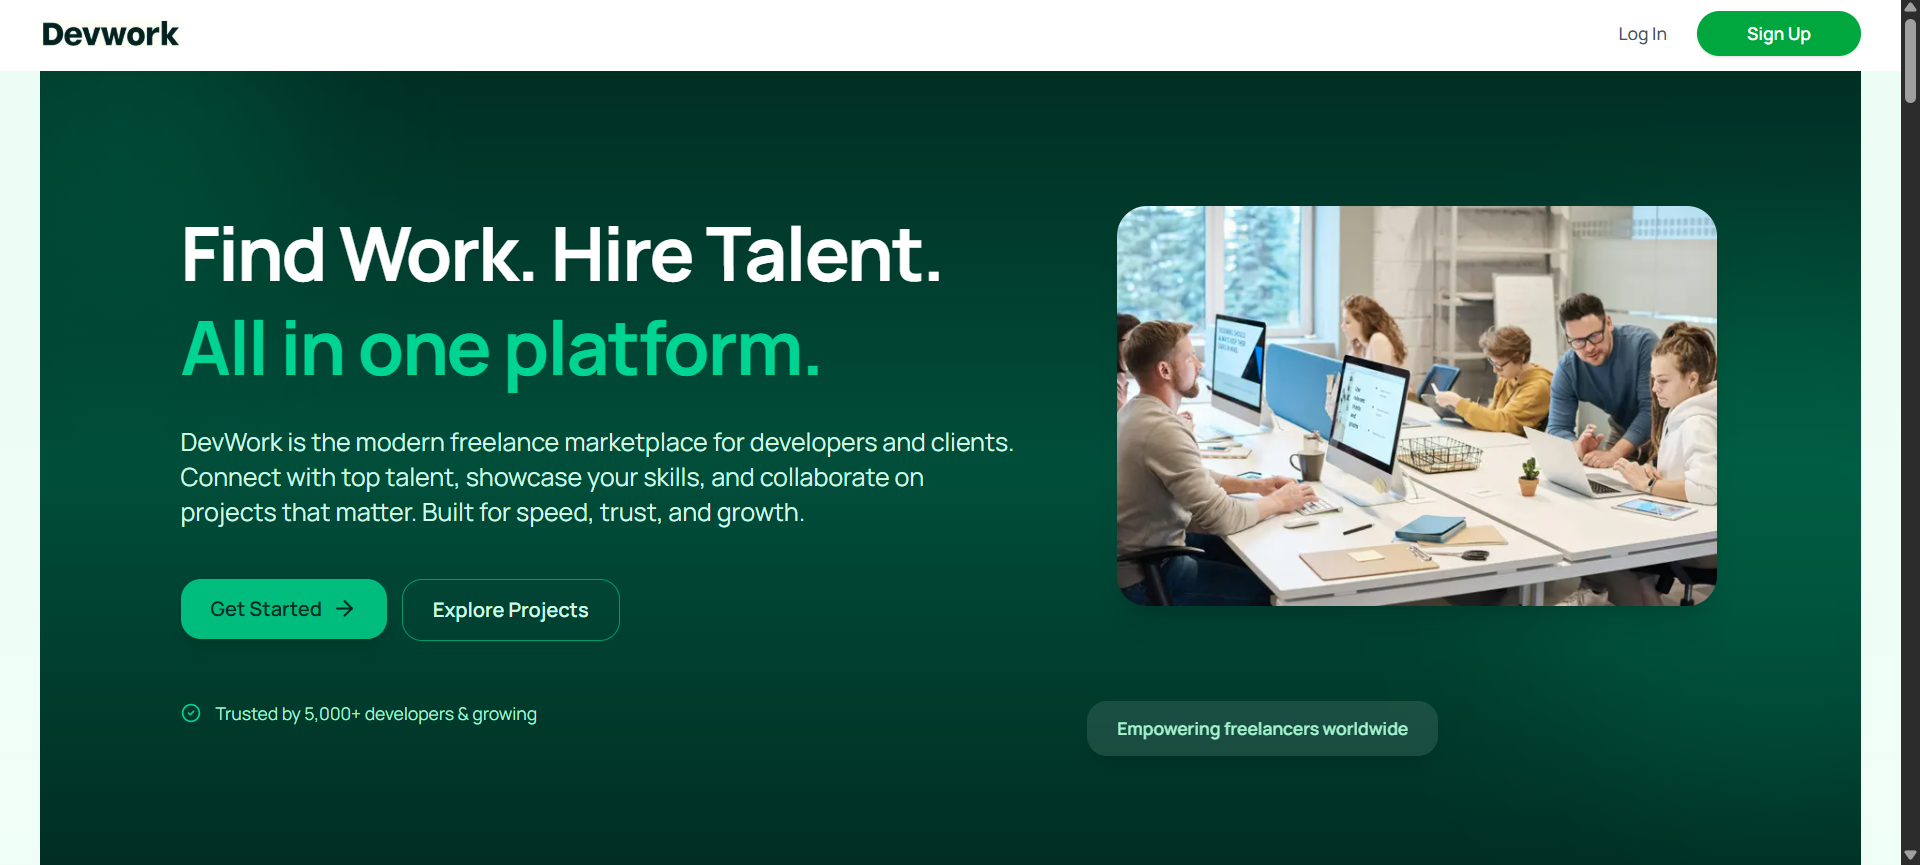 Devwork
Log In
Sign Up
Find Work. Hire Talent.
All in one platform.
DevWork is the modern freelance marketplace for developers and clients.
Connect with top talent, showcase your skills, and collaborate on
projects that matter. Built for speed, trust, and growth.
Get Started
Explore Projects
Trusted by 5,000+ developers & growing
Empowering freelancers worldwide